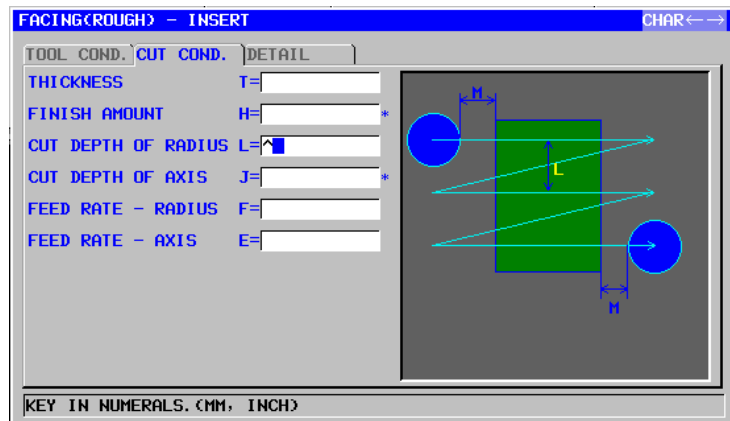 FACING(ROUGH) - INSERT CHAR←→
TOOL COND. CUT COND. DETAIL
THICKNESS T=
FINISH AMOUNT H= *
CUT DEPTH OF RADIUS L=^
CUT DEPTH OF AXIS J= *
FEED RATE - RADIUS F=
FEED RATE - AXIS E=
M
L
M
KEY IN NUMERALS.(MM, INCH)